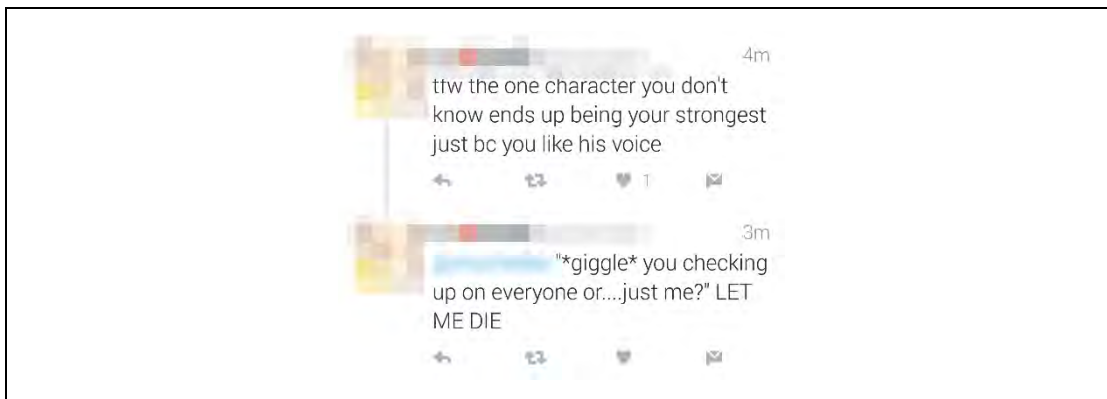 4m
tfw the one character you don't
know ends up being your strongest
just bc you like his voice
1
3m
"*giggle* you checking
up on everyone or....just me?" LET
ME DIE